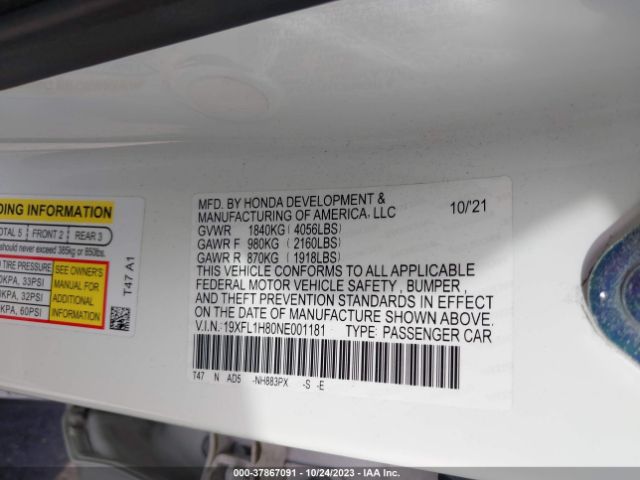 DING INFORMATION
OTAL 5 FRONT 2 REAR 3
should never exceed 385kg or 850lbs.
TIRE PRESSURE
KPA, 33PSI
KPA, 32PSI
KPA, 60PSI
SEE OWNER'S
MANUAL FOR
ADDITIONAL
INFORMATION
T47 A1
MFD. BY HONDA DEVELOPMENT & 10/'21
MANUFACTURING OF AMERICA, LLC
GVWR 1840KG (4056LBS)
GAWR F 980KG (2160LBS)
GAWR R 870KG (1918LBS)
THIS VEHICLE CONFORMS TO ALL APPLICABLE
FEDERAL MOTOR VEHICLE SAFETY, BUMPER,
AND THEFT PREVENTION STANDARDS IN EFFECT
ON THE DATE OF MANUFACTURE SHOWN ABOVE.
V.I.N.: 19XFL1H80NE001181 TYPE: PASSENGER CAR
T47 N AD5 -NH883PX -S -E
000-37867091 | 10/24/2023 | IAA Inc.